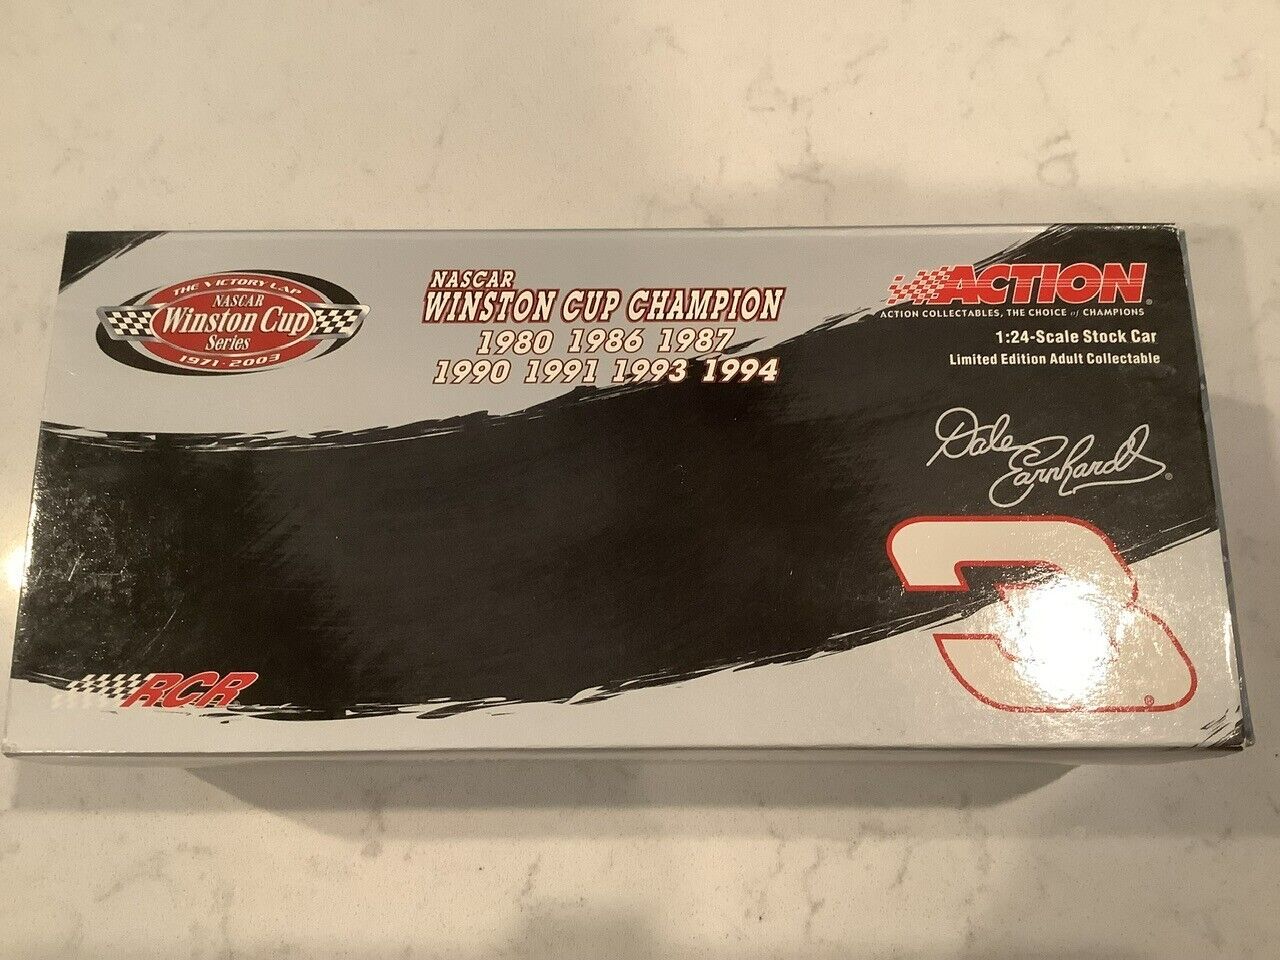 THE VICTORY LAP
NASCAR
Winston Cup
Series
1971-2003
NASCAR
WINSTON CUP CHAMPION
1980 1986 1987
1990 1991 1993 1994
ACTION®
ACTION COLLECTABLES, THE CHOICE of CHAMPIONS
1:24-Scale Stock Car
Limited Edition Adult Collectable
Dale
Earnhardt®
3®
RCR